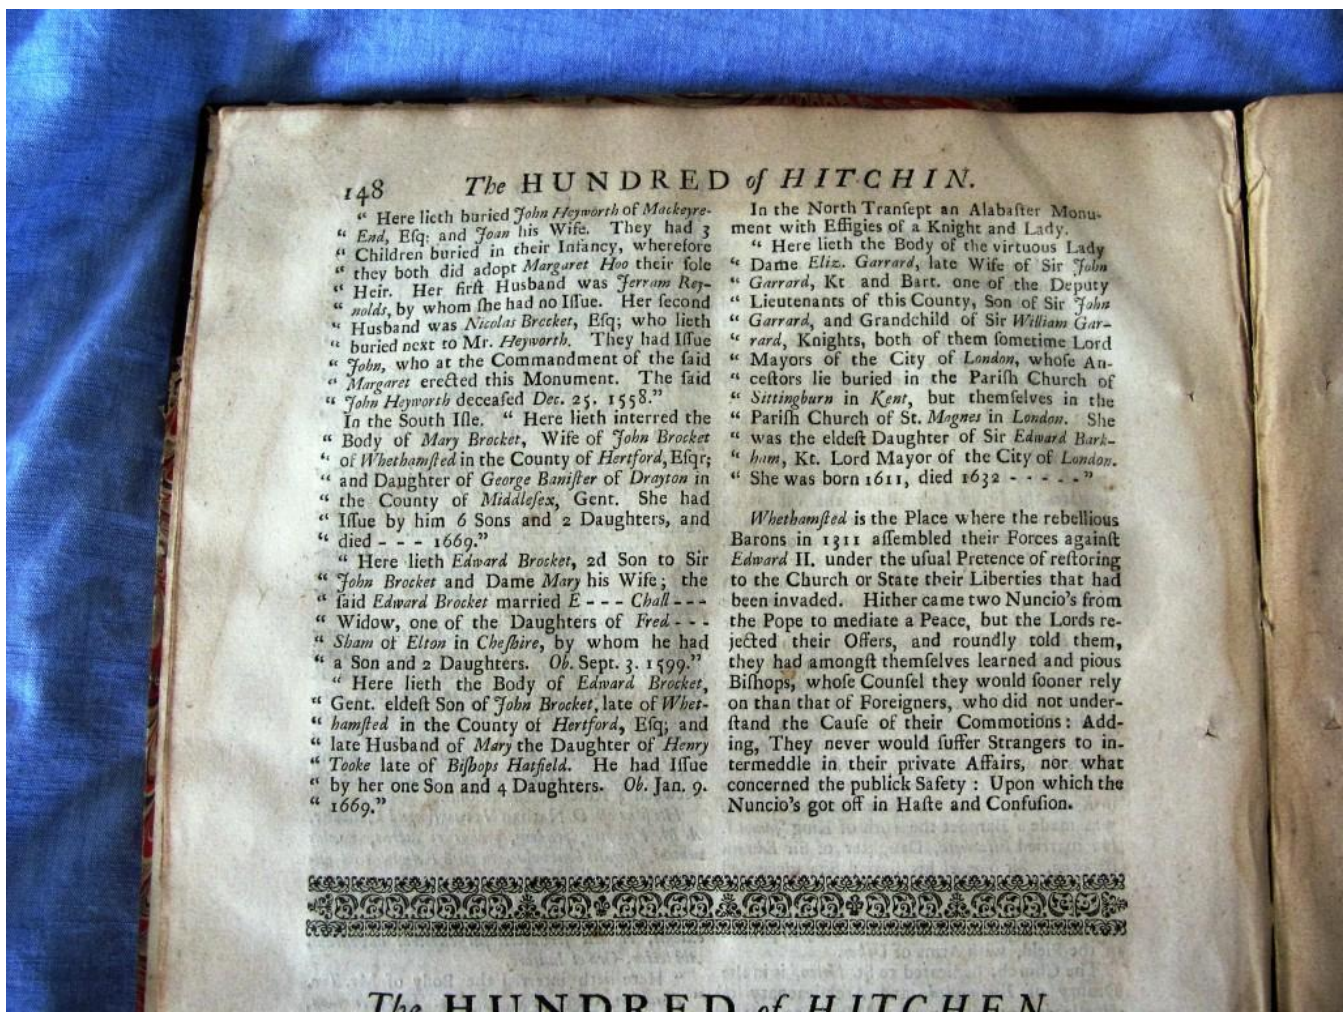 148
The HUNDRED of HITCHIN.
“ Here lieth buried John Heyworth of Mackeyre-
“ End, Eſq: and Joan his Wife. They had 3
“ Children buried in their Infancy, wherefore
“ they both did adopt Margaret Hoo their ſole
“ Heir. Her firſt Husband was Jerram Rey-
“ nolds, by whom ſhe had no Iſſue. Her ſecond
“ Husband was Nicolas Brocket, Eſq; who lieth
“ buried next to Mr. Heyworth. They had Iſſue
“ John, who at the Commandment of the ſaid
“ Margaret erected this Monument. The ſaid
“ John Heyworth deceaſed Dec. 25. 1558.”
In the South Iſle. “ Here lieth interred the
“ Body of Mary Brocket, Wife of John Brocket
“ of Whethamſted in the County of Hertford, Eſqr;
“ and Daughter of George Baniſter of Drayton in
“ the County of Middleſex, Gent. She had
“ Iſſue by him 6 Sons and 2 Daughters, and
“ died - - - 1669.”
“ Here lieth Edward Brocket, 2d Son to Sir
“ John Brocket and Dame Mary his Wife; the
“ ſaid Edward Brocket married E - - - Chall - - -
“ Widow, one of the Daughters of Fred - - -
“ Sham of Elton in Cheſhire, by whom he had
“ a Son and 2 Daughters. Ob. Sept. 3. 1599.”
“ Here lieth the Body of Edward Brocket,
“ Gent. eldeſt Son of John Brocket, late of Whet-
“ hamſted in the County of Hertford, Eſq; and
“ late Husband of Mary the Daughter of Henry
“ Tooke late of Biſhops Hatfield. He had Iſſue
“ by her one Son and 4 Daughters. Ob. Jan. 9.
“ 1669.”
In the North Tranſept an Alabaſter Monu-
ment with Effigies of a Knight and Lady.
“ Here lieth the Body of the virtuous Lady
“ Dame Eliz. Garrard, late Wife of Sir John
“ Garrard, Kt and Bart. one of the Deputy
“ Lieutenants of this County, Son of Sir John
“ Garrard, and Grandchild of Sir William Gar-
“ rard, Knights, both of them ſometime Lord
“ Mayors of the City of London, whoſe An-
“ ceſtors lie buried in the Pariſh Church of
“ Sittingburn in Kent, but themſelves in the
“ Pariſh Church of St. Magnes in London. She
“ was the eldeſt Daughter of Sir Edward Bark-
“ ham, Kt. Lord Mayor of the City of London.
“ She was born 1611, died 1632 - - - - -”
Whethamſted is the Place where the rebellious
Barons in 1311 aſſembled their Forces againſt
Edward II. under the uſual Pretence of reſtoring
to the Church or State their Liberties that had
been invaded. Hither came two Nuncio's from
the Pope to mediate a Peace, but the Lords re-
jected their Offers, and roundly told them,
they had amongſt themſelves learned and pious
Biſhops, whoſe Counſel they would ſooner rely
on than that of Foreigners, who did not under-
ſtand the Cauſe of their Commotions: Add-
ing, They never would ſuffer Strangers to in-
termeddle in their private Affairs, nor what
concerned the publick Safety : Upon which the
Nuncio's got off in Haſte and Confuſion.
The HUNDRED of HITCHEN